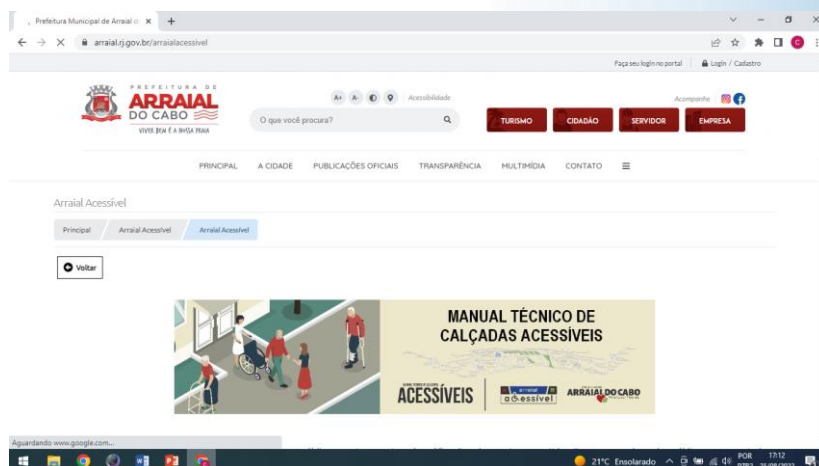 Prefeitura Municipal de Arraial d
arraial.rj.gov.br/arraialacessivel
Faça seu login no portal
Login / Cadastro
PREFEITURA DE
ARRAIAL
DO CABO
VIVER BEM É A NOSSA PRAIA
A+ A- Acessibilidade
Acompanhe
O que você procura?
TURISMO
CIDADÃO
SERVIDOR
EMPRESA
PRINCIPAL A CIDADE PUBLICAÇÕES OFICIAIS TRANSPARÊNCIA MULTIMÍDIA CONTATO
Arraial Acessível
Principal Arraial Acessível Arraial Acessível
Voltar
MANUAL TÉCNICO DE
CALÇADAS ACESSÍVEIS
ACESSÍVEIS
arraial
acessível
ARRAIAL DO CABO
Aguardando www.google.com...
21°C Ensolarado
POR
17:12